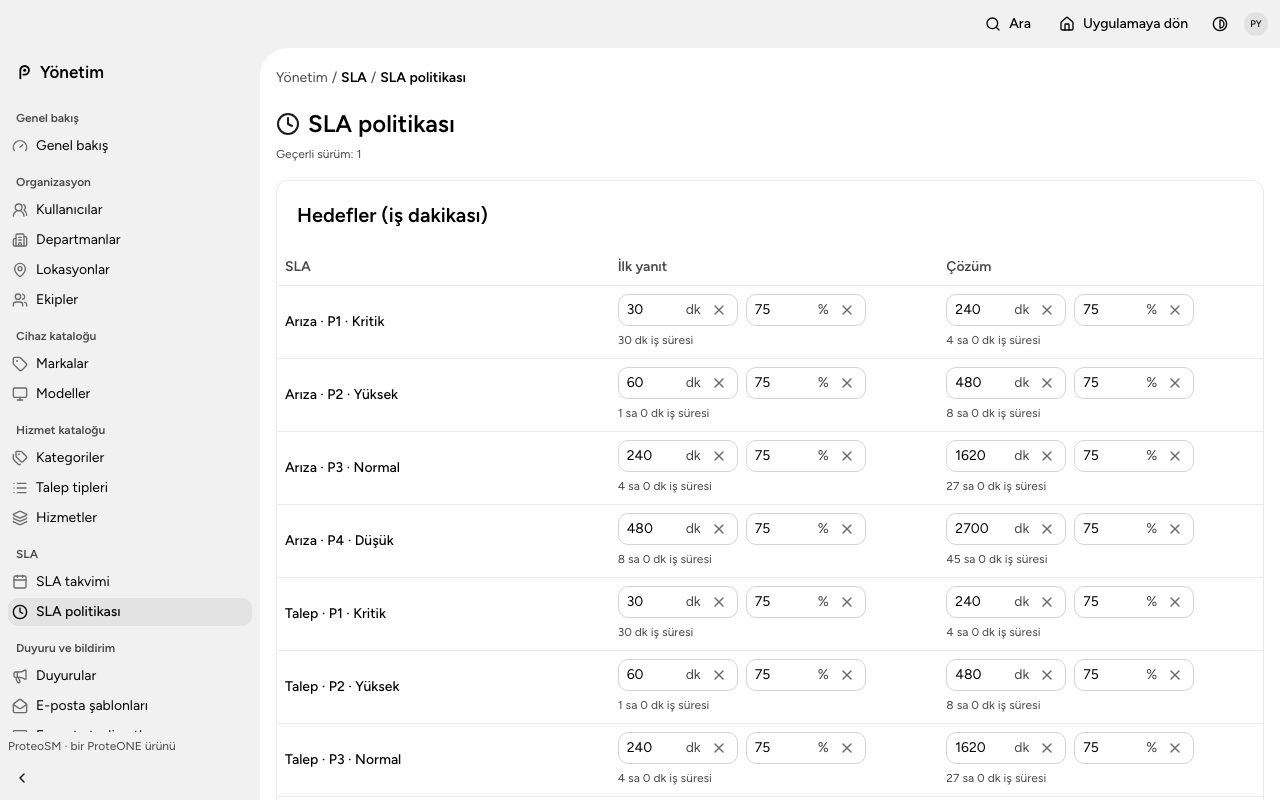 Ara
Uygulamaya dön
PY
Yönetim
Genel bakış
Genel bakış
Organizasyon
Kullanıcılar
Departmanlar
Lokasyonlar
Ekipler
Cihaz kataloğu
Markalar
Modeller
Hizmet kataloğu
Kategoriler
Talep tipleri
Hizmetler
SLA
SLA takvimi
SLA politikası
Duyuru ve bildirim
Duyurular
E-posta şablonları
ProteoSM · bir ProteONE ürünü
Yönetim / SLA / SLA politikası
SLA politikası
Geçerli sürüm: 1
Hedefler (iş dakikası)
SLA İlk yanıt Çözüm
Arıza · P1 · Kritik
30 dk 75 % 240 dk 75 %
30 dk iş süresi 4 sa 0 dk iş süresi
Arıza · P2 · Yüksek
60 dk 75 % 480 dk 75 %
1 sa 0 dk iş süresi 8 sa 0 dk iş süresi
Arıza · P3 · Normal
240 dk 75 % 1620 dk 75 %
4 sa 0 dk iş süresi 27 sa 0 dk iş süresi
Arıza · P4 · Düşük
480 dk 75 % 2700 dk 75 %
8 sa 0 dk iş süresi 45 sa 0 dk iş süresi
Talep · P1 · Kritik
30 dk 75 % 240 dk 75 %
30 dk iş süresi 4 sa 0 dk iş süresi
Talep · P2 · Yüksek
60 dk 75 % 480 dk 75 %
1 sa 0 dk iş süresi 8 sa 0 dk iş süresi
Talep · P3 · Normal
240 dk 75 % 1620 dk 75 %
4 sa 0 dk iş süresi 27 sa 0 dk iş süresi